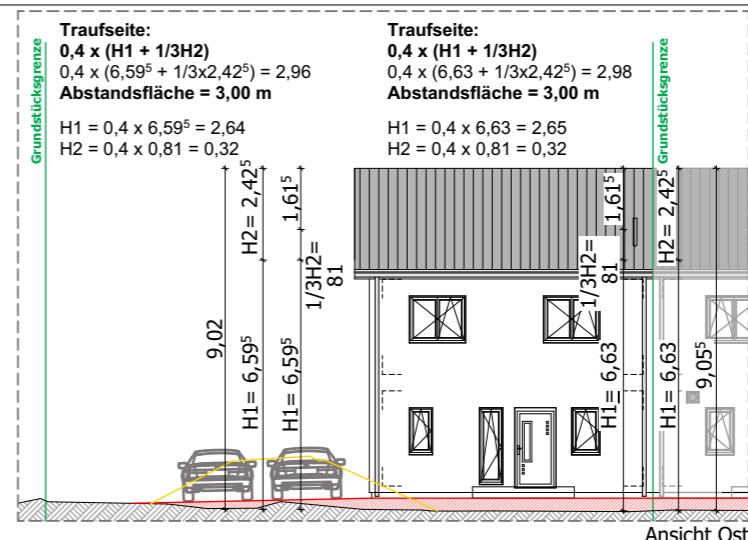 Traufseite:
0,4 x (H1 + 1/3H2)
0,4 x (6,59⁵ + 1/3x2,42⁵) = 2,96
Abstandsfläche = 3,00 m
H1 = 0,4 x 6,59⁵ = 2,64
H2 = 0,4 x 0,81 = 0,32
Traufseite:
0,4 x (H1 + 1/3H2)
0,4 x (6,63 + 1/3x2,42⁵) = 2,98
Abstandsfläche = 3,00 m
H1 = 0,4 x 6,63 = 2,65
H2 = 0,4 x 0,81 = 0,32
Grundstücksgrenze
9,02
H2= 2,42⁵
H1= 6,59⁵
1,61⁵
H1= 6,59⁵
1/3H2=
81
1/3H2=
81
1,61⁵
H1= 6,63
Grundstücksgrenze
H2= 2,42⁵
H1= 6,63
9,05⁵
Ansicht Ost